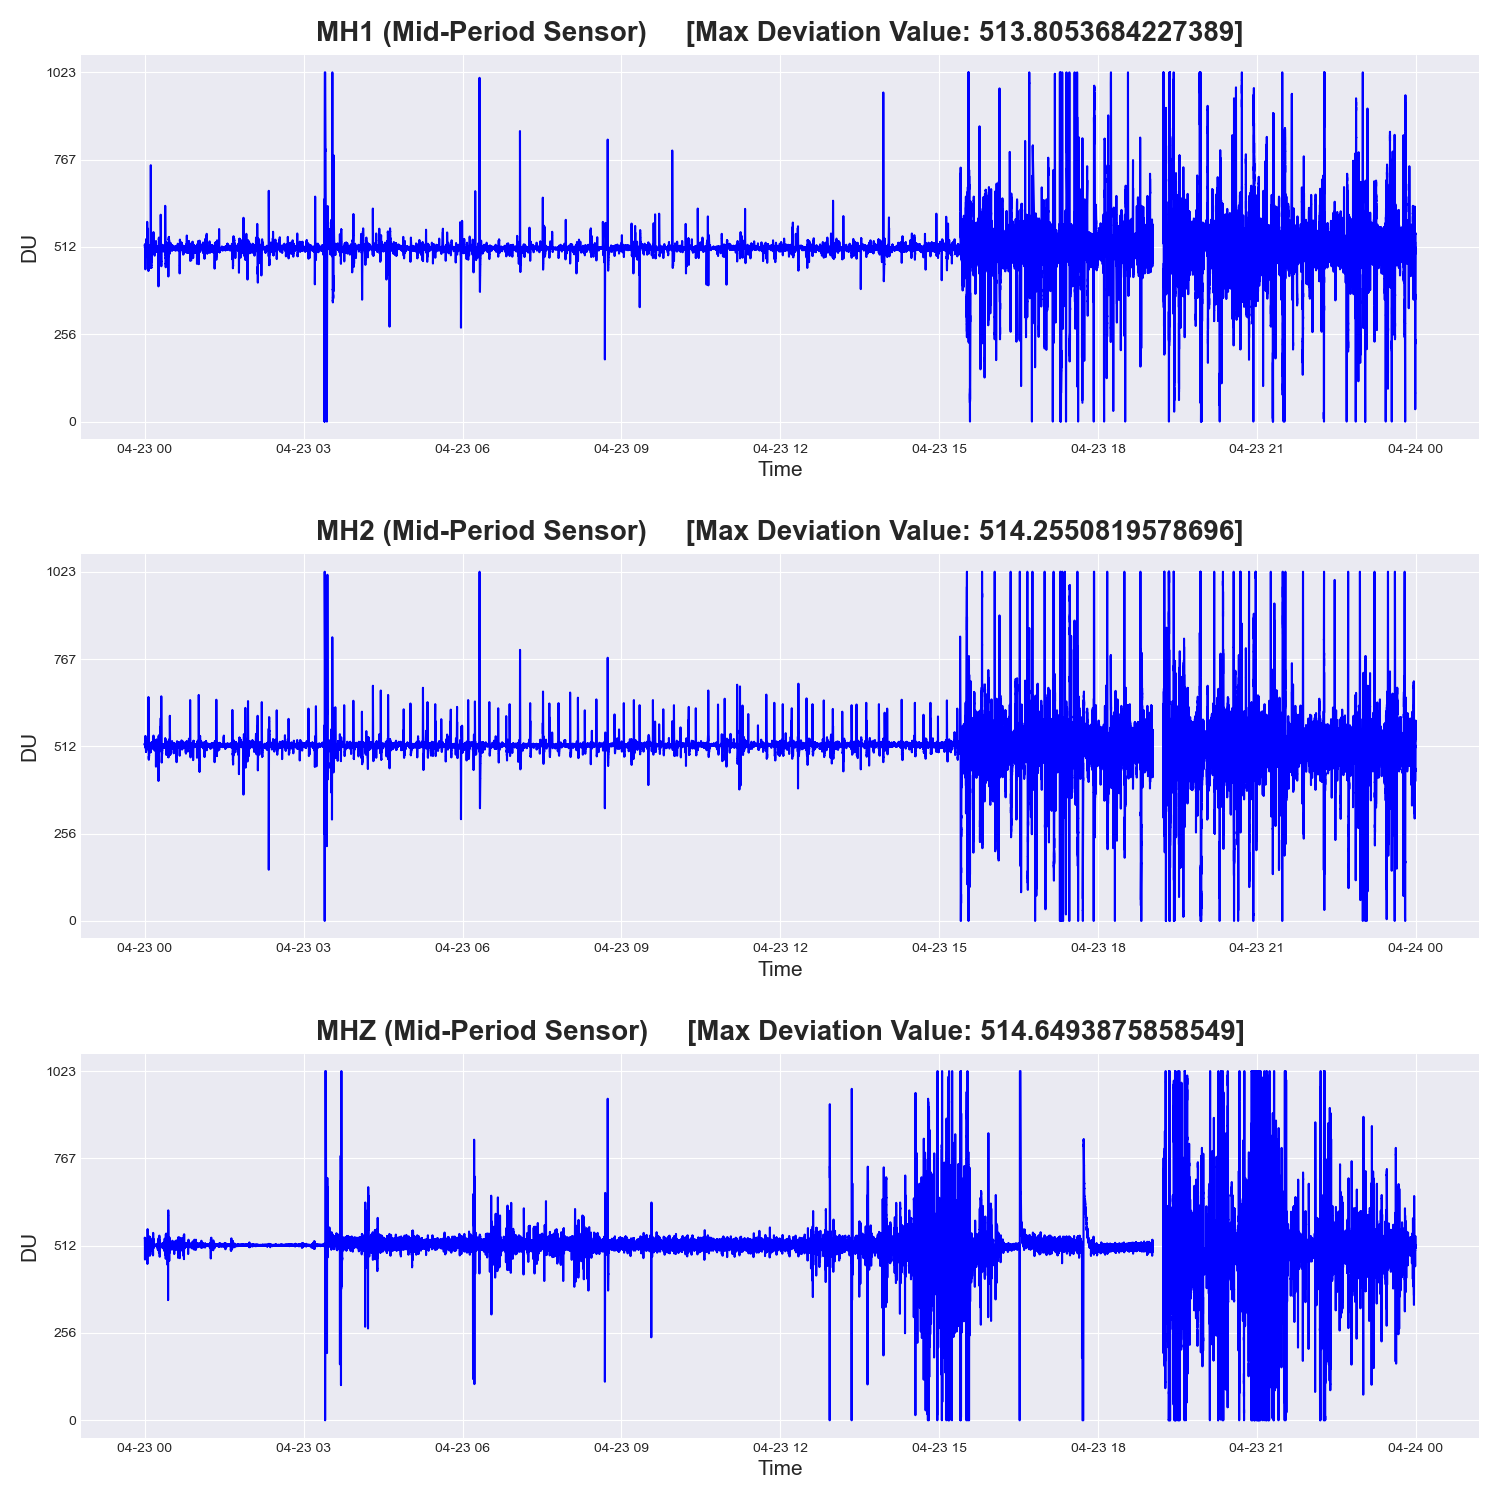 MH1 (Mid-Period Sensor) [Max Deviation Value: 513.8053684227389]
1023
767
512
256
0
DU
04-23 00 04-23 03 04-23 06 04-23 09 04-23 12 04-23 15 04-23 18 04-23 21 04-24 00
Time
MH2 (Mid-Period Sensor) [Max Deviation Value: 514.2550819578696]
1023
767
512
256
0
DU
04-23 00 04-23 03 04-23 06 04-23 09 04-23 12 04-23 15 04-23 18 04-23 21 04-24 00
Time
MHZ (Mid-Period Sensor) [Max Deviation Value: 514.6493875858549]
1023
767
512
256
0
DU
04-23 00 04-23 03 04-23 06 04-23 09 04-23 12 04-23 15 04-23 18 04-23 21 04-24 00
Time